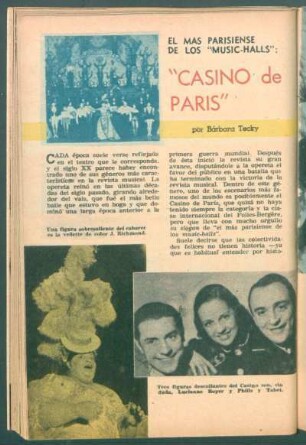 EL MAS PARISIENSE
DE LOS "MUSIC-HALLS":
"CASINO de
PARIS"
por Bárbara Tecky
CADA época suele verse reflejada
en el teatro que le corresponde,
y el siglo XX parece haber encon-
trado uno de sus géneros más carac-
terísticos en la revista musical. La
opereta reinó en las últimas déca-
das del siglo pasado, girando alrede-
dor del vals, que fué el más bello
baile que estuvo en boga y que do-
minó una larga época anterior a la
Una figura sobresaliente del
es la vedette de color J. Richmond.
primera guerra mundial. Después
de ésta inició la revista su gran
avance, disputándole a la opereta el
favor del público en una batalla que
ha terminado con la victoria de la
revista musical. Dentro de este gé-
nero, uno de los escenarios más fa-
mosos del mundo es posiblemente el
Casino de París, que quizá no haya
tenido siempre la categoría y la cla-
se internacional del Folies-Bergère,
pero que reclama con mucho orgullo
su slogan de "el más parisiense de
los music-halls".
Suele decirse que las
felices no tienen historia —ya
que es habitual entender por histo-
Tres figuras descollantes del Casino son, sin
duda, Lucienne Boyer y Pills y Tabet.